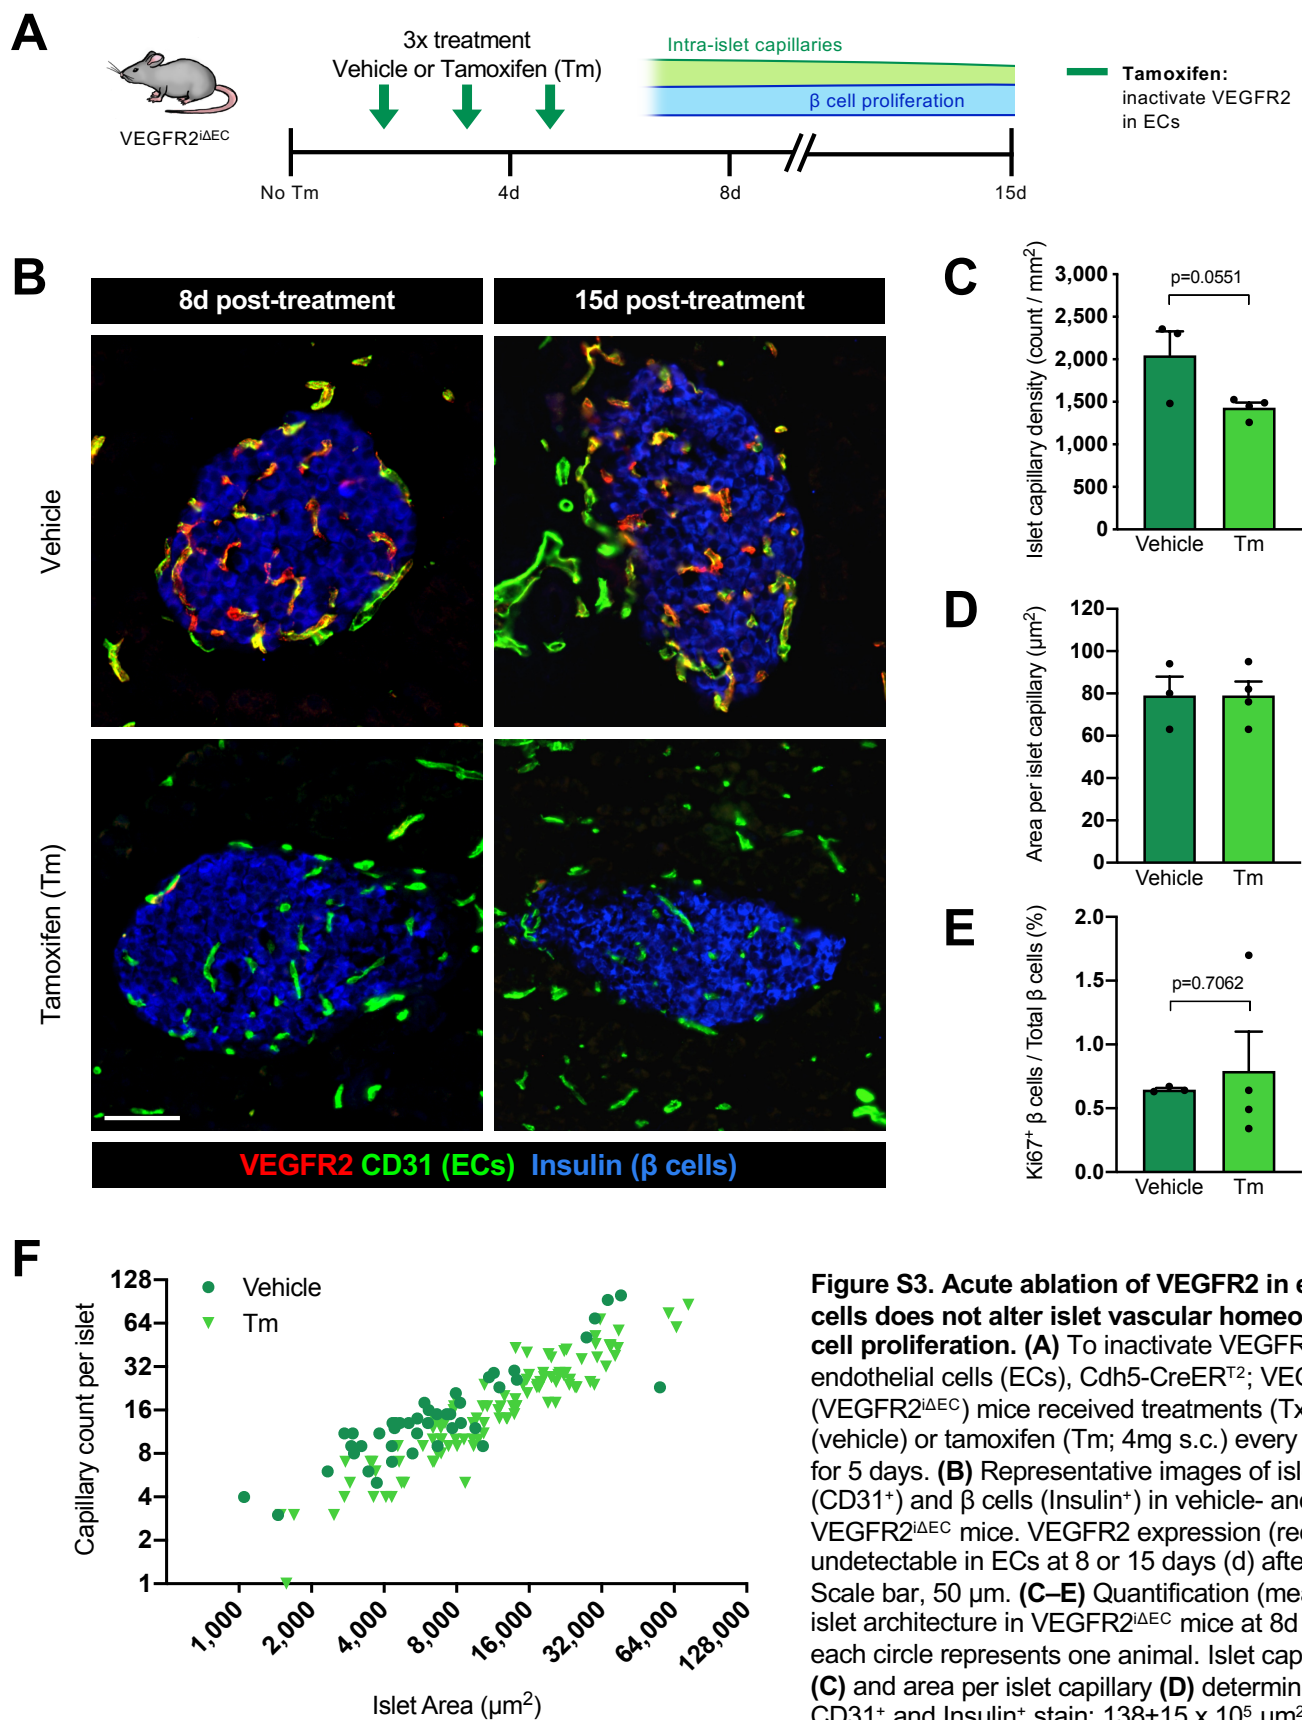 A
3x treatment
Vehicle or Tamoxifen (Tm)
VEGFR2iΔEC
Intra-islet capillaries
β cell proliferation
Tamoxifen:
inactivate VEGFR2
in ECs
No Tm
4d
8d
15d
B
8d post-treatment
15d post-treatment
Vehicle
Tamoxifen (Tm)
VEGFR2 CD31 (ECs) Insulin (β cells)
C
Islet capillary density (count / mm²)
3,000
2,500
2,000
1,500
1,000
500
0
p=0.0551
Vehicle Tm
D
Area per islet capillary (µm²)
120
100
80
60
40
20
0
Vehicle Tm
E
Ki67⁺ β cells / Total β cells (%)
2.0
1.5
1.0
0.5
0.0
p=0.7062
Vehicle Tm
F
Capillary count per islet
128
64
32
16
8
4
2
1
Vehicle
Tm
1,000
2,000
4,000
8,000
16,000
32,000
64,000
128,000
Islet Area (µm²)
Figure S3. Acute ablation of VEGFR2 in
cells does not alter islet vascular
cell proliferation. (A) To inactivate
endothelial cells (ECs), Cdh5-CreERT2;
(VEGFR2iΔEC) mice received treatments
(vehicle) or tamoxifen (Tm; 4mg s.c.) every
for 5 days. (B) Representative images of
(CD31⁺) and β cells (Insulin⁺) in vehicle-
VEGFR2iΔEC mice. VEGFR2 expression
undetectable in ECs at 8 or 15 days (d)
Scale bar, 50 µm. (C–E) Quantification
islet architecture in VEGFR2iΔEC mice at 8d
each circle represents one animal. Islet
(C) and area per islet capillary (D)
CD31⁺ and Insulin⁺ stain; 138±15 x 10⁵ µm²